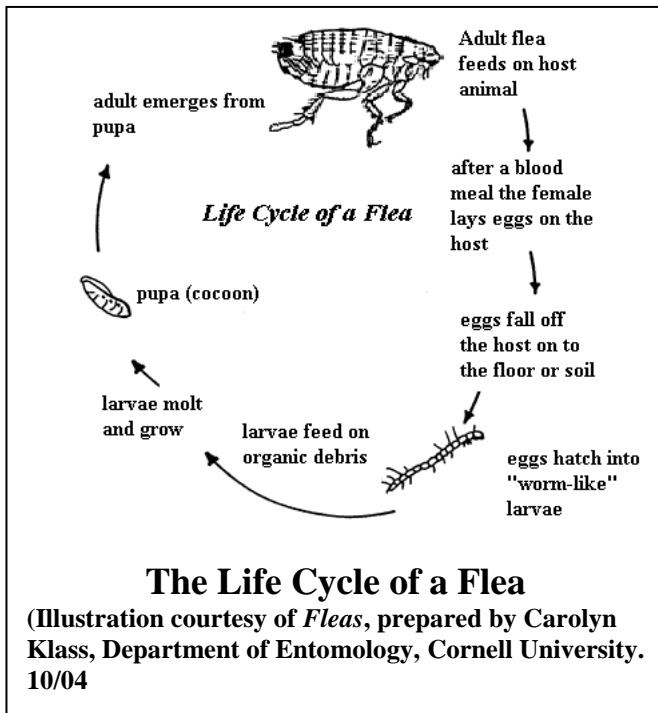 Adult flea
feeds on host
animal
after a blood
meal the female
lays eggs on the
host
eggs fall off
the host on to
the floor or soil
eggs hatch into
"worm-like"
larvae
larvae feed on
organic debris
larvae molt
and grow
pupa (cocoon)
adult emerges from
pupa
Life Cycle of a Flea
The Life Cycle of a Flea
(Illustration courtesy of Fleas, prepared by Carolyn
Klass, Department of Entomology, Cornell University.
10/04